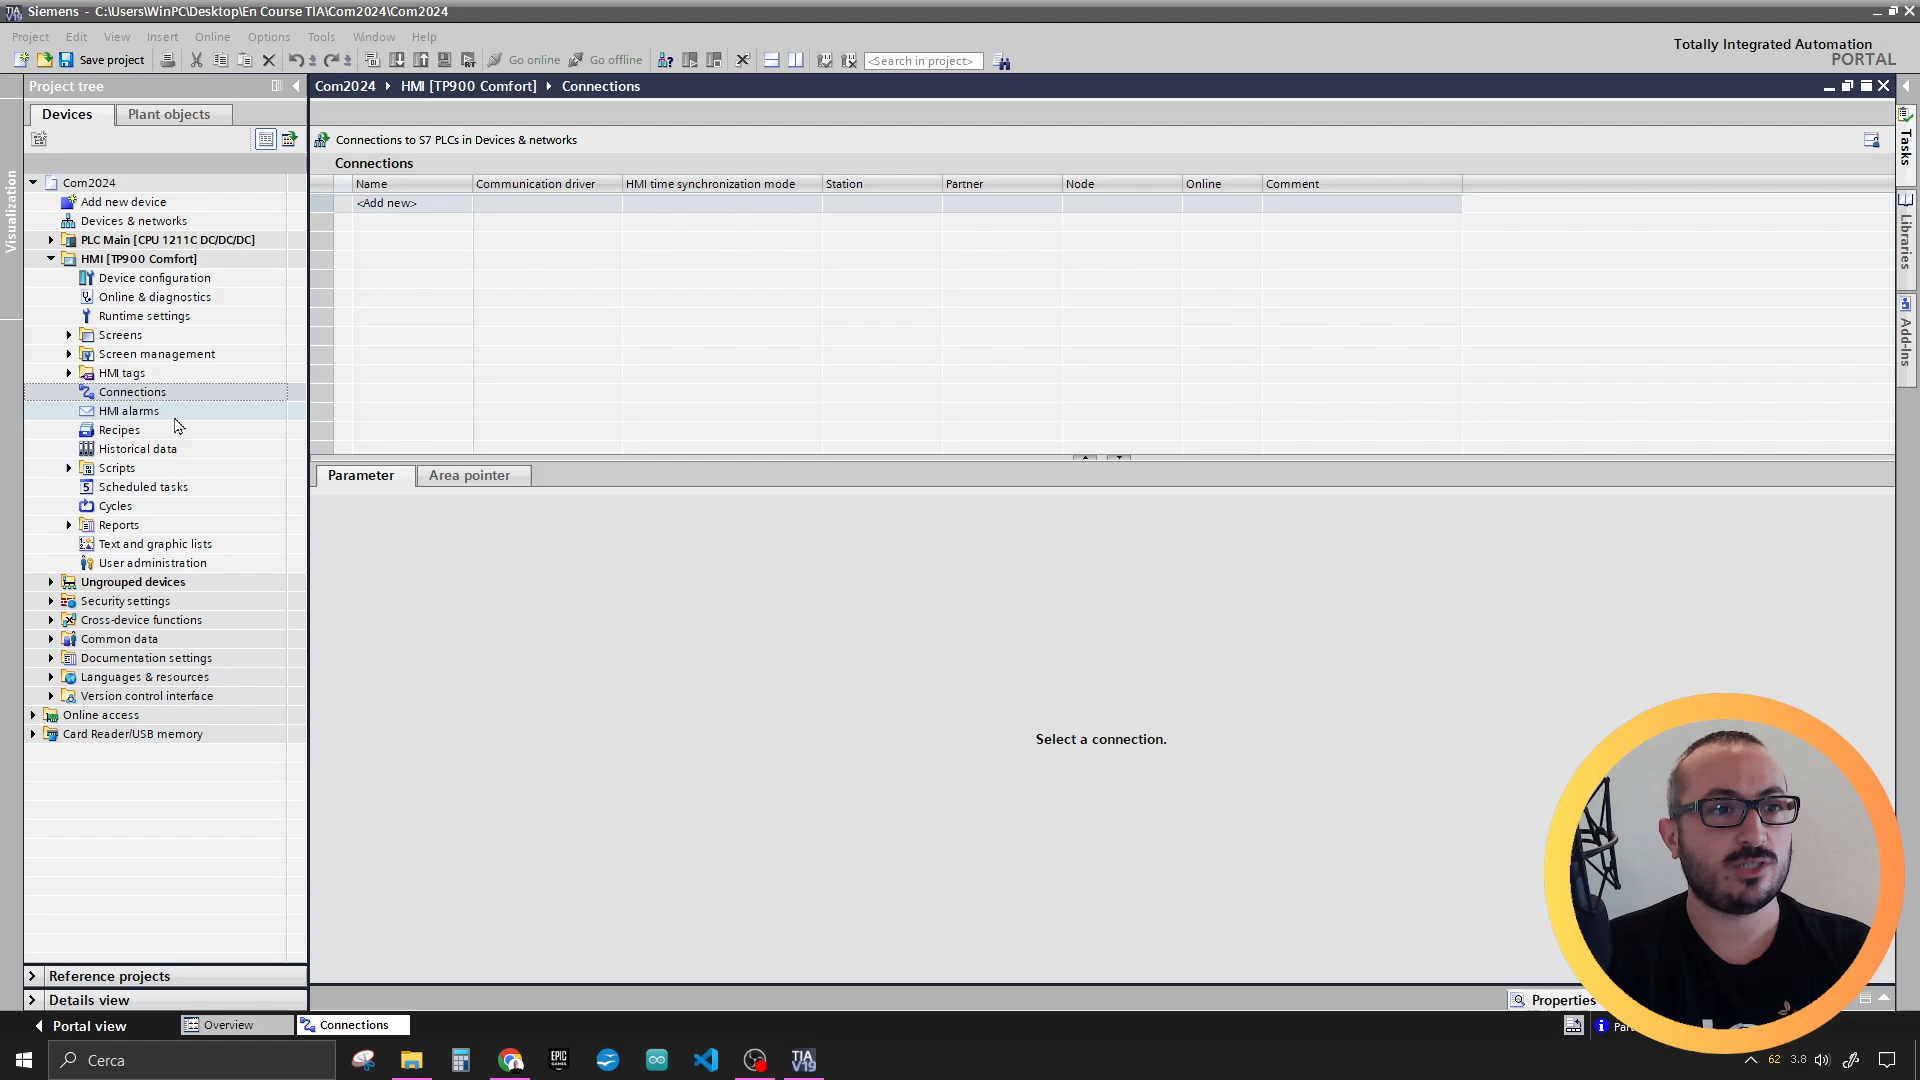 Siemens - C:\Users\WinPC\Desktop\En Course TIA\Com2024\Com2024
Project Edit View Insert Online Options Tools Window Help
Totally Integrated Automation
PORTAL
Save project
Go online
Go offline
<Search in project>
Project tree
Com2024 HMI [TP900 Comfort] Connections
Devices
Plant objects
Visualization
Com2024
Add new device
Devices & networks
PLC Main [CPU 1211C DC/DC/DC]
HMI [TP900 Comfort]
Device configuration
Online & diagnostics
Runtime settings
Screens
Screen management
HMI tags
Connections
HMI alarms
Recipes
Historical data
Scripts
Scheduled tasks
Cycles
Reports
Text and graphic lists
User administration
Ungrouped devices
Security settings
Cross-device functions
Common data
Documentation settings
Languages & resources
Version control interface
Online access
Card Reader/USB memory
Reference projects
Details view
Connections to S7 PLCs in Devices & networks
Connections
Name Communication driver HMI time synchronization mode Station Partner Node Online Comment
<Add new>
Parameter
Area pointer
Select a connection.
Tasks
Libraries
Add-Ins
Properties
Portal view
Overview
Connections
Cerca
EPIC GAMES
TIA V19
62 3.8